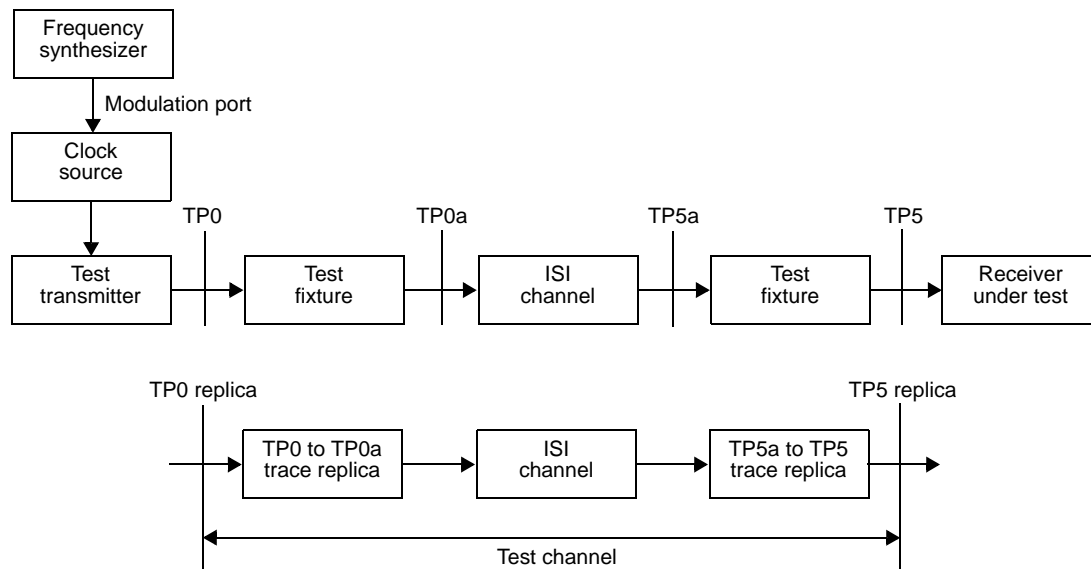 Frequency
synthesizer
Modulation port
Clock
source
TP0
TP0a
TP5a
TP5
Test
transmitter
Test
fixture
ISI
channel
Test
fixture
Receiver
under test
TP0 replica
TP5 replica
TP0 to TP0a
trace replica
ISI
channel
TP5a to TP5
trace replica
Test channel